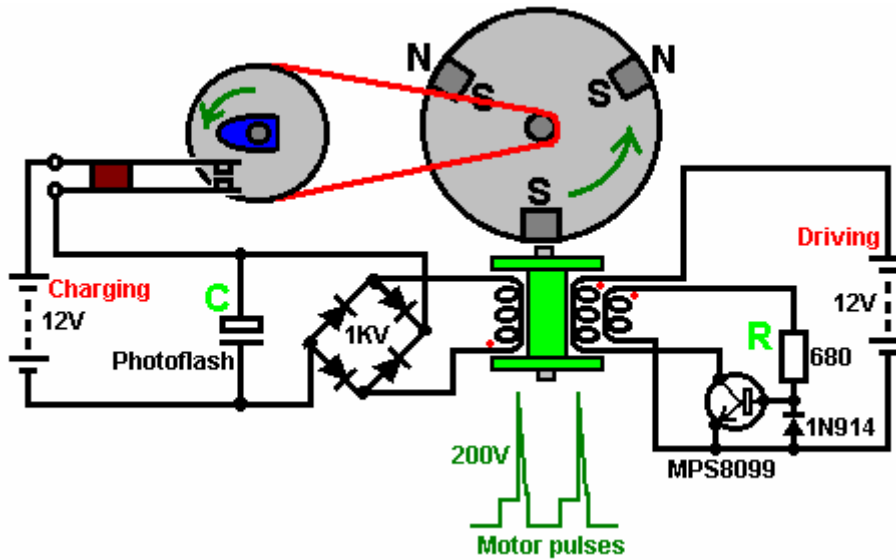 N
N
S
S
S
Driving
Charging
12V
C
1KV
12V
Photoflash
R
680
1N914
200V
MPS8099
Motor pulses